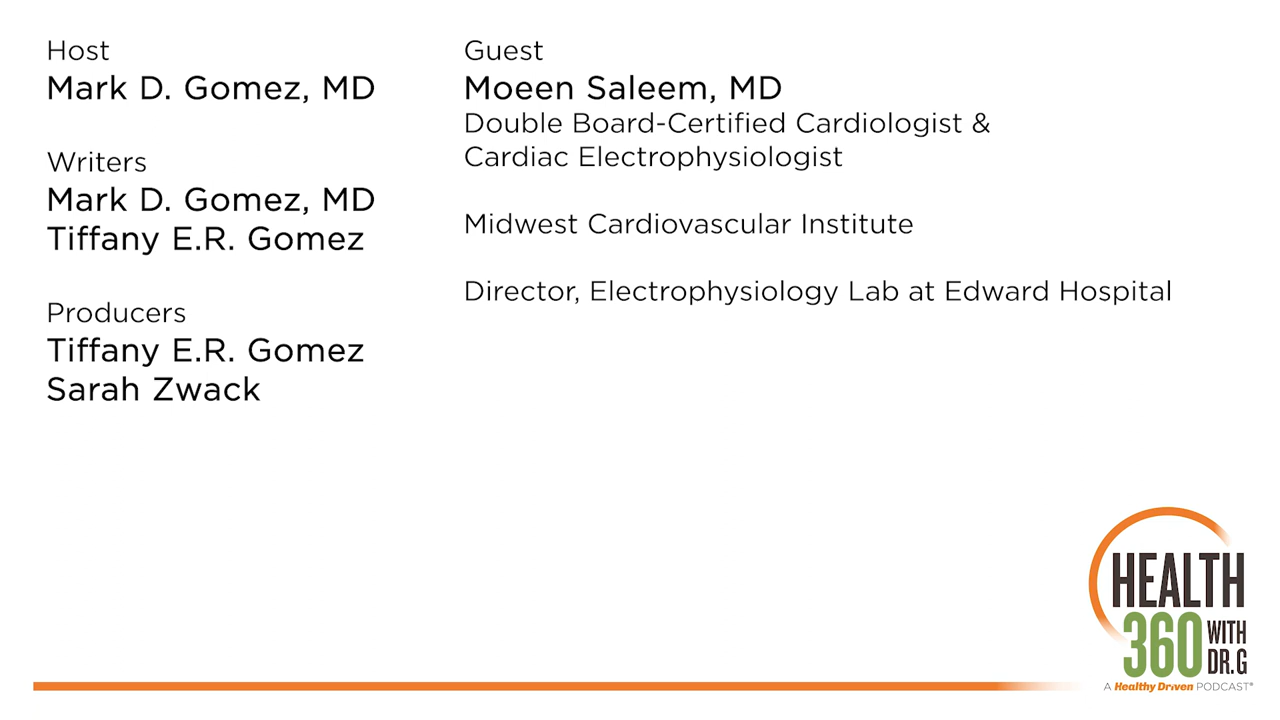 Host
Mark D. Gomez, MD
Writers
Mark D. Gomez, MD
Tiffany E.R. Gomez
Producers
Tiffany E.R. Gomez
Sarah Zwack
Guest
Moeen Saleem, MD
Double Board-Certified Cardiologist &
Cardiac Electrophysiologist
Midwest Cardiovascular Institute
Director, Electrophysiology Lab at Edward Hospital
HEALTH
360 WITH DR.G
A Healthy Driven PODCAST®